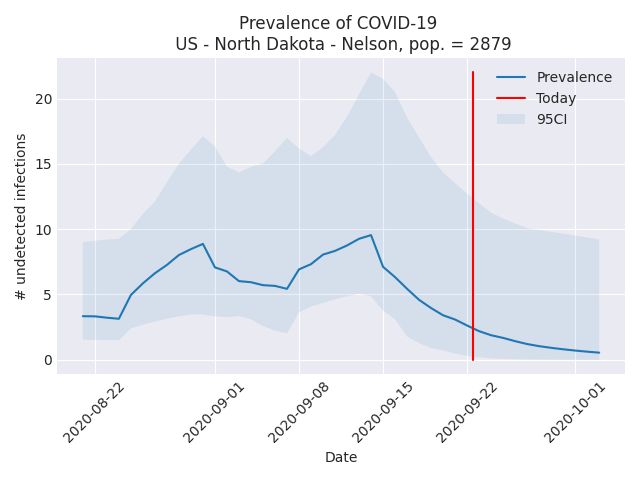 Prevalence of COVID-19
US - North Dakota - Nelson, pop. = 2879
# undetected infections
20
15
10
5
0
Prevalence
Today
95CI
2020-08-22
2020-09-01
2020-09-08
2020-09-15
2020-09-22
2020-10-01
Date